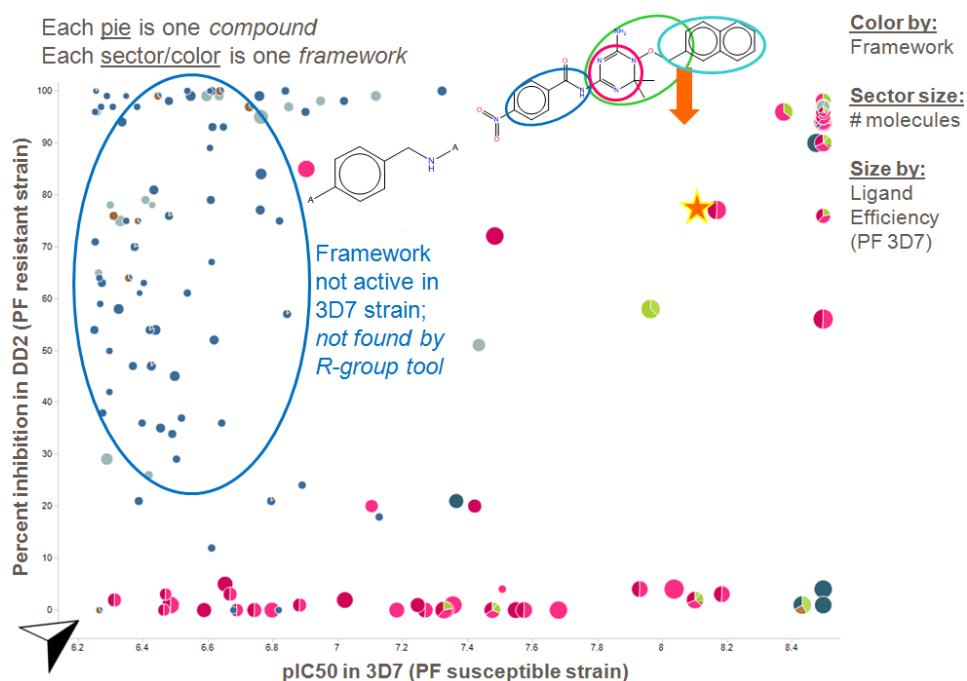 Each pie is one compound
Each sector/color is one framework
Color by:
Framework
Sector size:
# molecules
Size by:
Ligand
Efficiency
(PF 3D7)
NH₂
N
N
O
O
N
NH
N⁺
O
O⁻
A
N
H
A
Framework
not active in
3D7 strain;
not found by
R-group tool
Percent inhibition in DD2 (PF resistant strain)
100
90
80
70
60
50
40
30
20
10
0
6.2
6.4
6.6
6.8
7
7.2
7.4
7.6
7.8
8
8.2
8.4
pIC50 in 3D7 (PF susceptible strain)